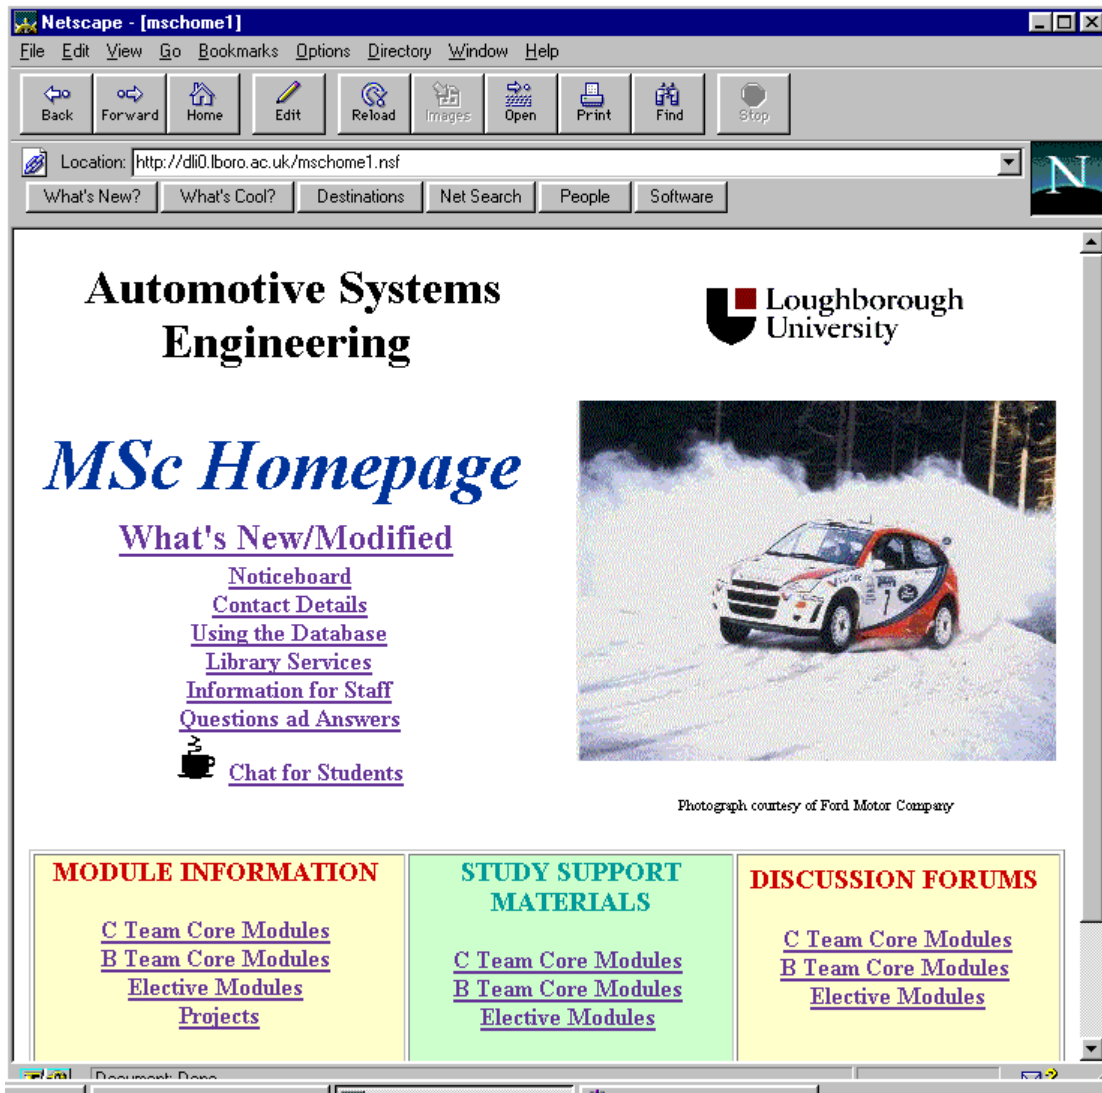 Netscape - [mschome1]
File Edit View Go Bookmarks Options Directory Window Help
Back Forward Home Edit Reload Images Open Print Find Stop
Location: http://dli0.lboro.ac.uk/mschome1.nsf
N
What's New? What's Cool? Destinations Net Search People Software
Automotive Systems
Engineering
Loughborough
University
MSc Homepage
What's New/Modified
Noticeboard
Contact Details
Using the Database
Library Services
Information for Staff
Questions ad Answers
Chat for Students
7
Photograph courtesy of Ford Motor Company
MODULE INFORMATION
C Team Core Modules
B Team Core Modules
Elective Modules
Projects
STUDY SUPPORT
MATERIALS
C Team Core Modules
B Team Core Modules
Elective Modules
DISCUSSION FORUMS
C Team Core Modules
B Team Core Modules
Elective Modules
Document: Done